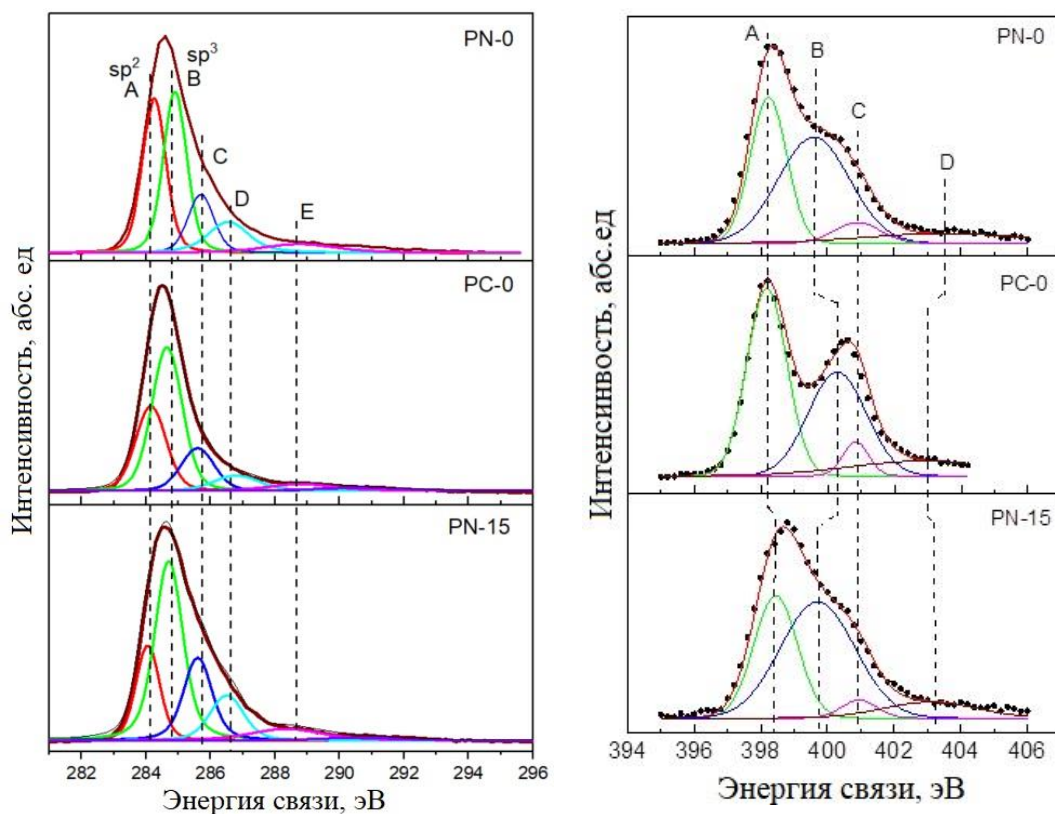 PN-0
sp2
A
sp3
B
C
D
E
PC-0
PN-15
Интенсивность, абс. ед
282 284 286 288 290 292 294 296
Энергия связи, эВ
A
B
C
D
PN-0
PC-0
PN-15
Интенсинвость, абс.ед
394 396 398 400 402 404 406
Энергия связи, эВ